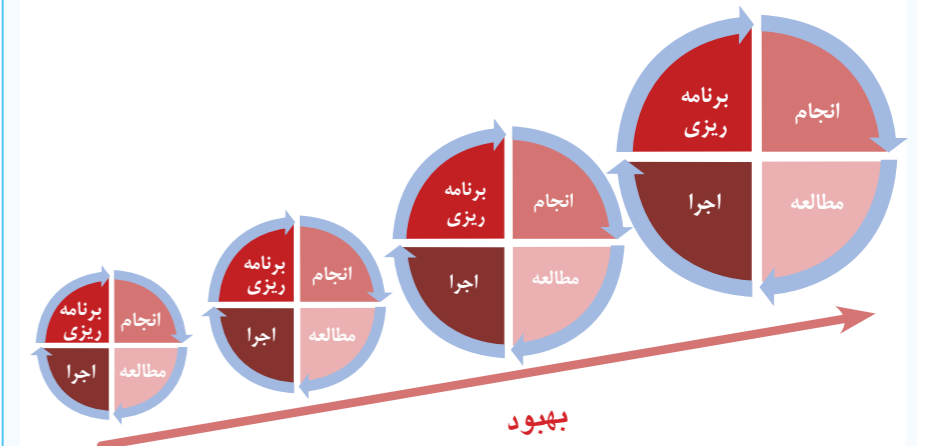 برنامه
ریزی
انجام
اجرا
مطالعه
برنامه
ریزی
انجام
اجرا
مطالعه
برنامه
ریزی
انجام
اجرا
مطالعه
برنامه
ریزی
انجام
اجرا
مطالعه
بهبود